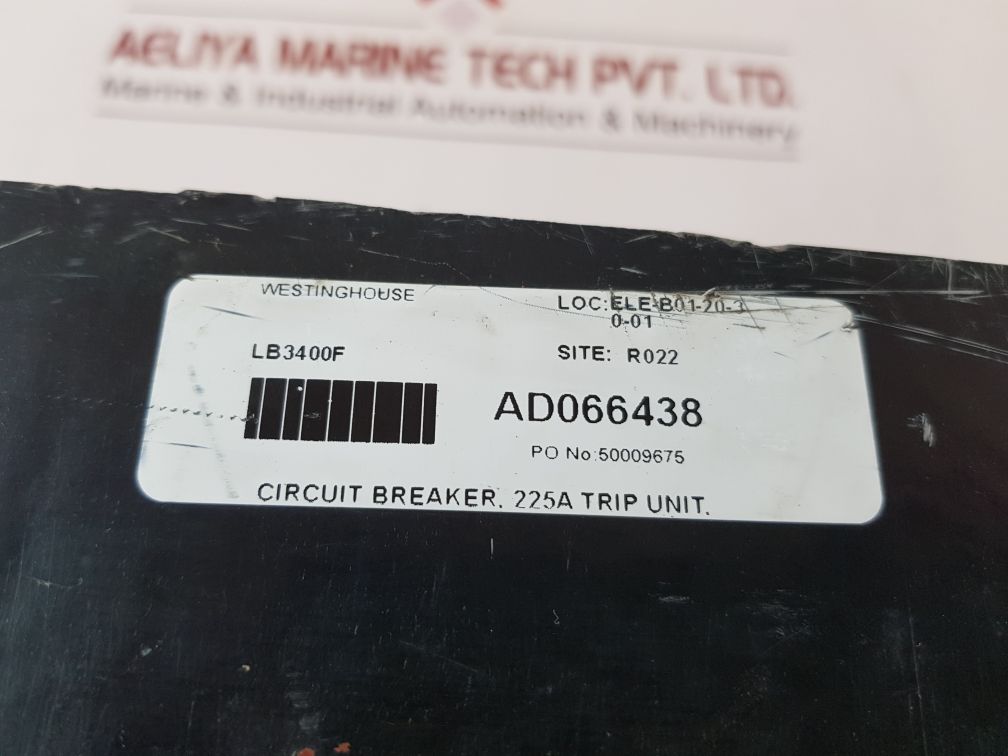 AELIYA MARINE TECH PVT. LTD.
Marine & Industrial Automation & Machinery
WESTINGHOUSE
LOC:ELE-B01-20-3
0-01
LB3400F
SITE: R022
AD066438
PO No:50009675
CIRCUIT BREAKER. 225A TRIP UNIT.